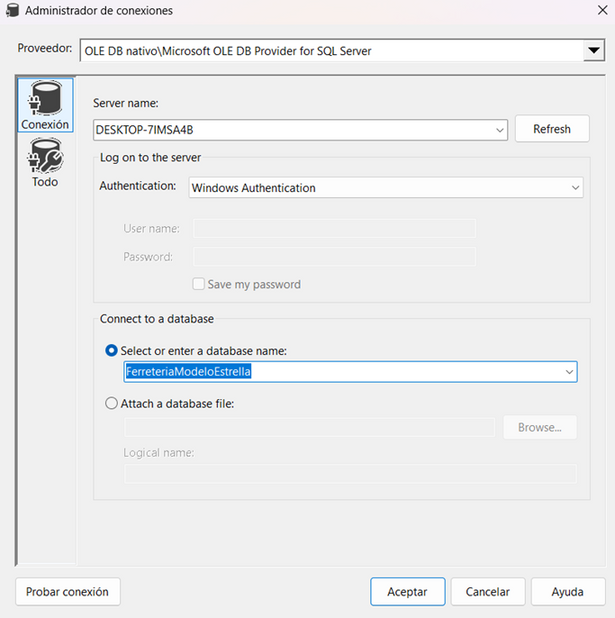 Administrador de conexiones
Proveedor: OLE DB nativo\Microsoft OLE DB Provider for SQL Server
Conexión
Todo
Server name:
DESKTOP-7IMSA4B
Refresh
Log on to the server
Authentication: Windows Authentication
User name:
Password:
Save my password
Connect to a database
Select or enter a database name:
FerreteriaModeloEstrella
Attach a database file:
Browse...
Logical name:
Probar conexión
Aceptar
Cancelar
Ayuda